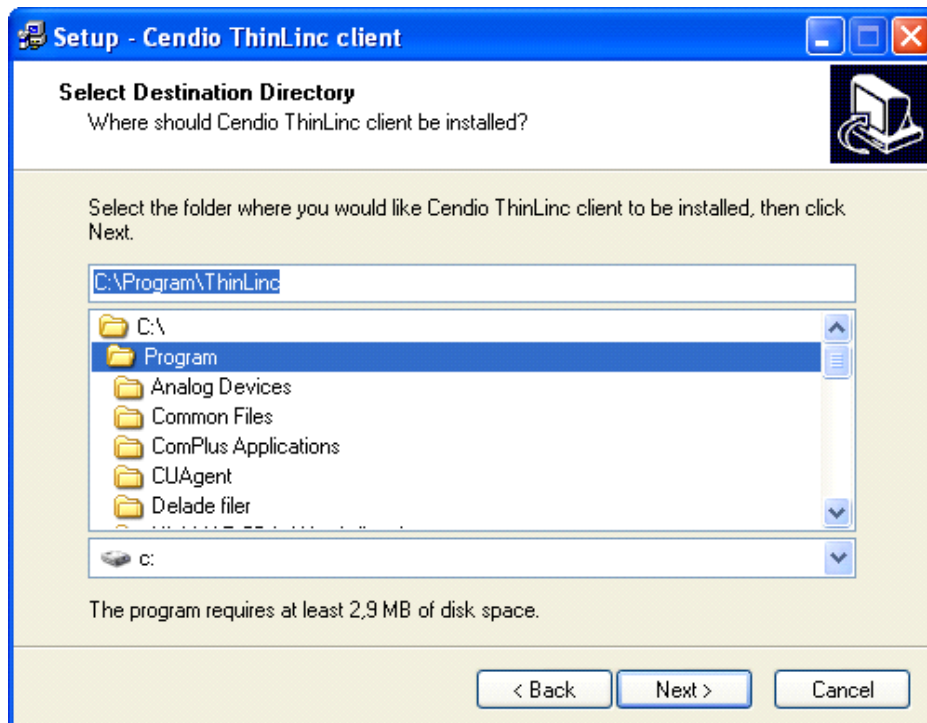 Setup - Cendio ThinLinc client
Select Destination Directory
Where should Cendio ThinLinc client be installed?
Select the folder where you would like Cendio ThinLinc client to be installed, then click
Next.
C:\Program\ThinLinc
C:\
Program
Analog Devices
Common Files
ComPlus Applications
CUAgent
Delade filer
c:
The program requires at least 2,9 MB of disk space.
< Back
Next >
Cancel